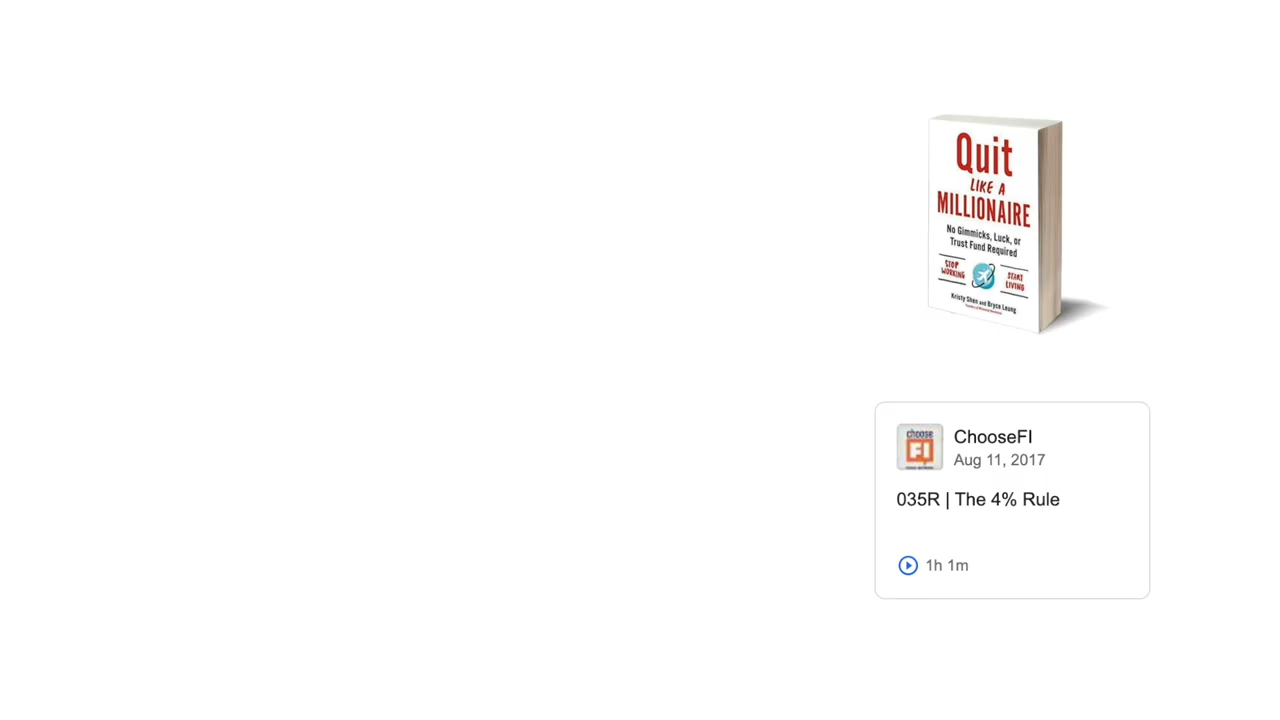 Quit
LIKE A
MILLIONAIRE
No Gimmicks, Luck, or
Trust Fund Required
STOP
WORKING
START
LIVING
Kristy Shen and Bryce Leung
choose
FI
ChooseFI
Aug 11, 2017
035R | The 4% Rule
1h 1m